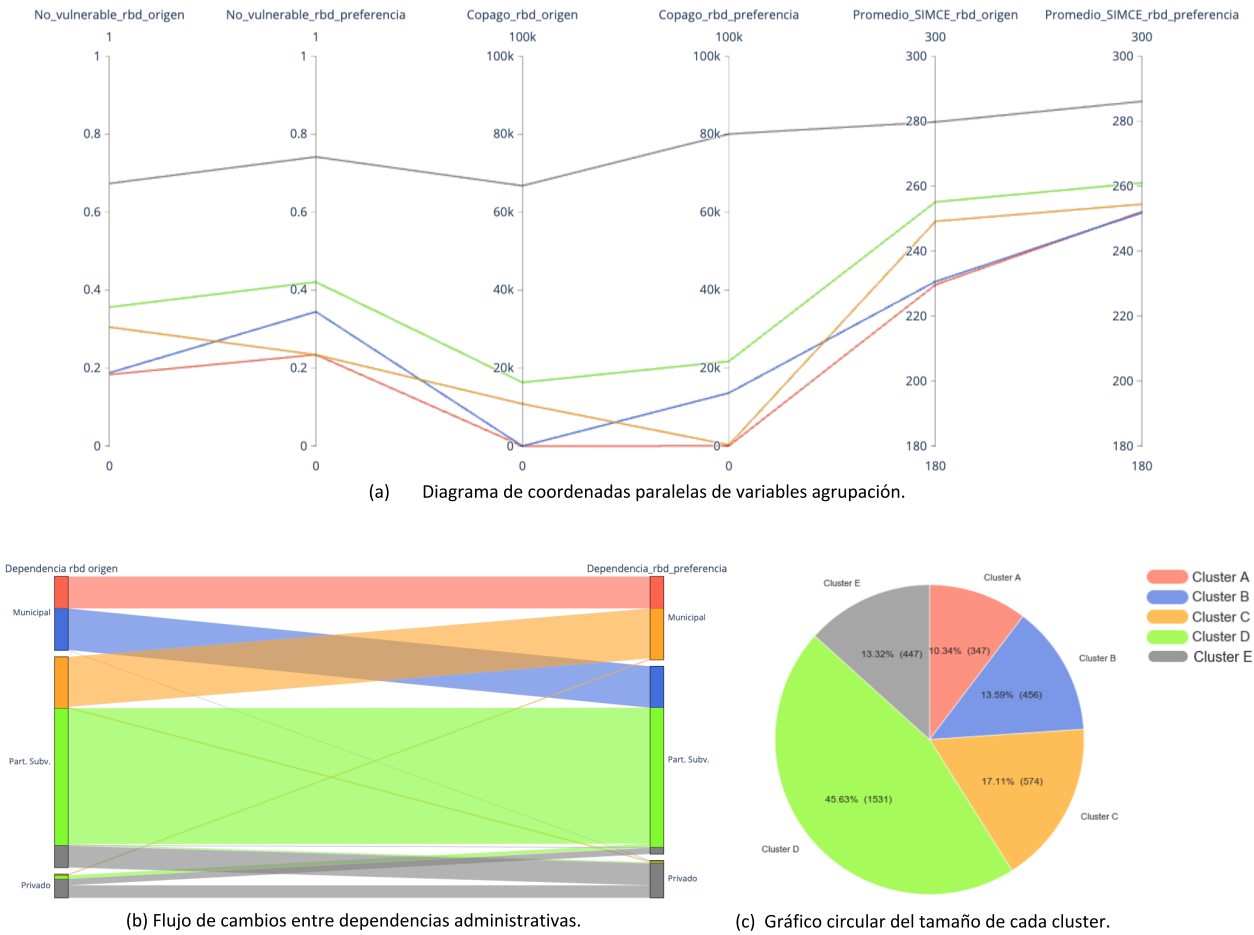 No_vulnerable_rbd_origen No_vulnerable_rbd_preferencia Copago_rbd_origen Copago_rbd_preferencia Promedio_SIMCE_rbd_origen Promedio_SIMCE_rbd_preferencia
1 1 100k 100k 300 300
1 1 100k 100k 300 300
0.8 0.8 80k 80k 280 280
260 260
0.6 0.6 60k 60k
240 240
0.4 0.4 40k 40k
220 220
0.2 0.2 20k 20k
200 200
0 0 0 0 180 180
0 0 0 0 180 180
(a) Diagrama de coordenadas paralelas de variables agrupación.
Dependencia rbd origen Dependencia_rbd_preferencia
Municipal
Part. Subv.
Privado
Municipal
Part. Subv.
Privado
(b) Flujo de cambios entre dependencias administrativas.
Cluster E
Cluster A
13.32% (447)
10.34% (347)
Cluster B
13.59% (456)
17.11% (574)
45.63% (1531)
Cluster C
Cluster D
Cluster A
Cluster B
Cluster C
Cluster D
Cluster E
(c) Gráfico circular del tamaño de cada cluster.